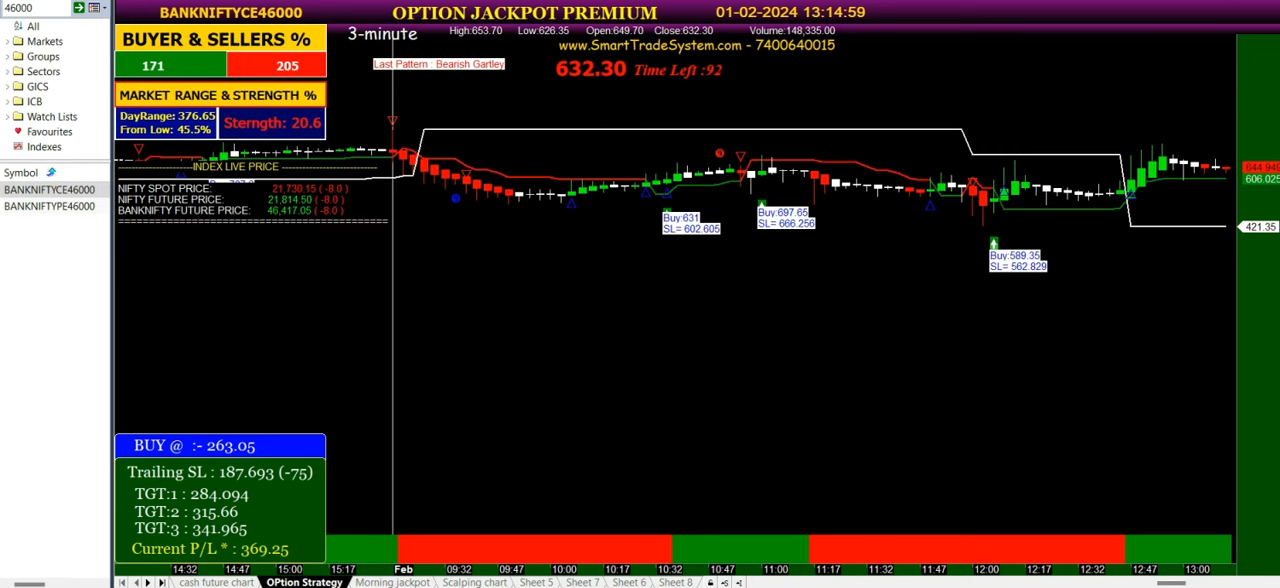 46000
All
Markets
Groups
Sectors
GICS
ICB
Watch Lists
Favourites
Indexes
Symbol
BANKNIFTYCE46000
BANKNIFTYPE46000
BANKNIFTYCE46000
OPTION JACKPOT PREMIUM
01-02-2024 13:14:59
BUYER & SELLERS %
171 205
3-minute
High:653.70 Low:626.35 Open:649.70 Close:632.30 Volume:148,335.00
www.SmartTradeSystem.com - 7400640015
Last Pattern : Bearish Gartley
632.30 Time Left :92
MARKET RANGE & STRENGTH %
DayRange: 376.65
From Low: 45.5%
Sterngth: 20.6
INDEX LIVE PRICE
NIFTY SPOT PRICE: 21,730.15 ( -8.0 )
NIFTY FUTURE PRICE: 21,814.50 ( -8.0 )
BANKNIFTY FUTURE PRICE: 46,417.05 ( -8.0 )
Buy:631
SL= 602.605
Buy:697.65
SL= 666.256
Buy:589.35
SL= 562.829
644.949
606.025
421.35
BUY @ :- 263.05
Trailing SL : 187.693 (-75)
TGT:1 : 284.094
TGT:2 : 315.66
TGT:3 : 341.965
Current P/L * : 369.25
14:32 14:47 15:00 15:17 Feb 09:32 09:47 10:00 10:17 10:32 10:47 11:00 11:17 11:32 11:47 12:00 12:17 12:32 12:47 13:00
cash future chart OPtion Strategy Morning jackpot Scalping chart Sheet 5 Sheet 7 Sheet 6 Sheet 8